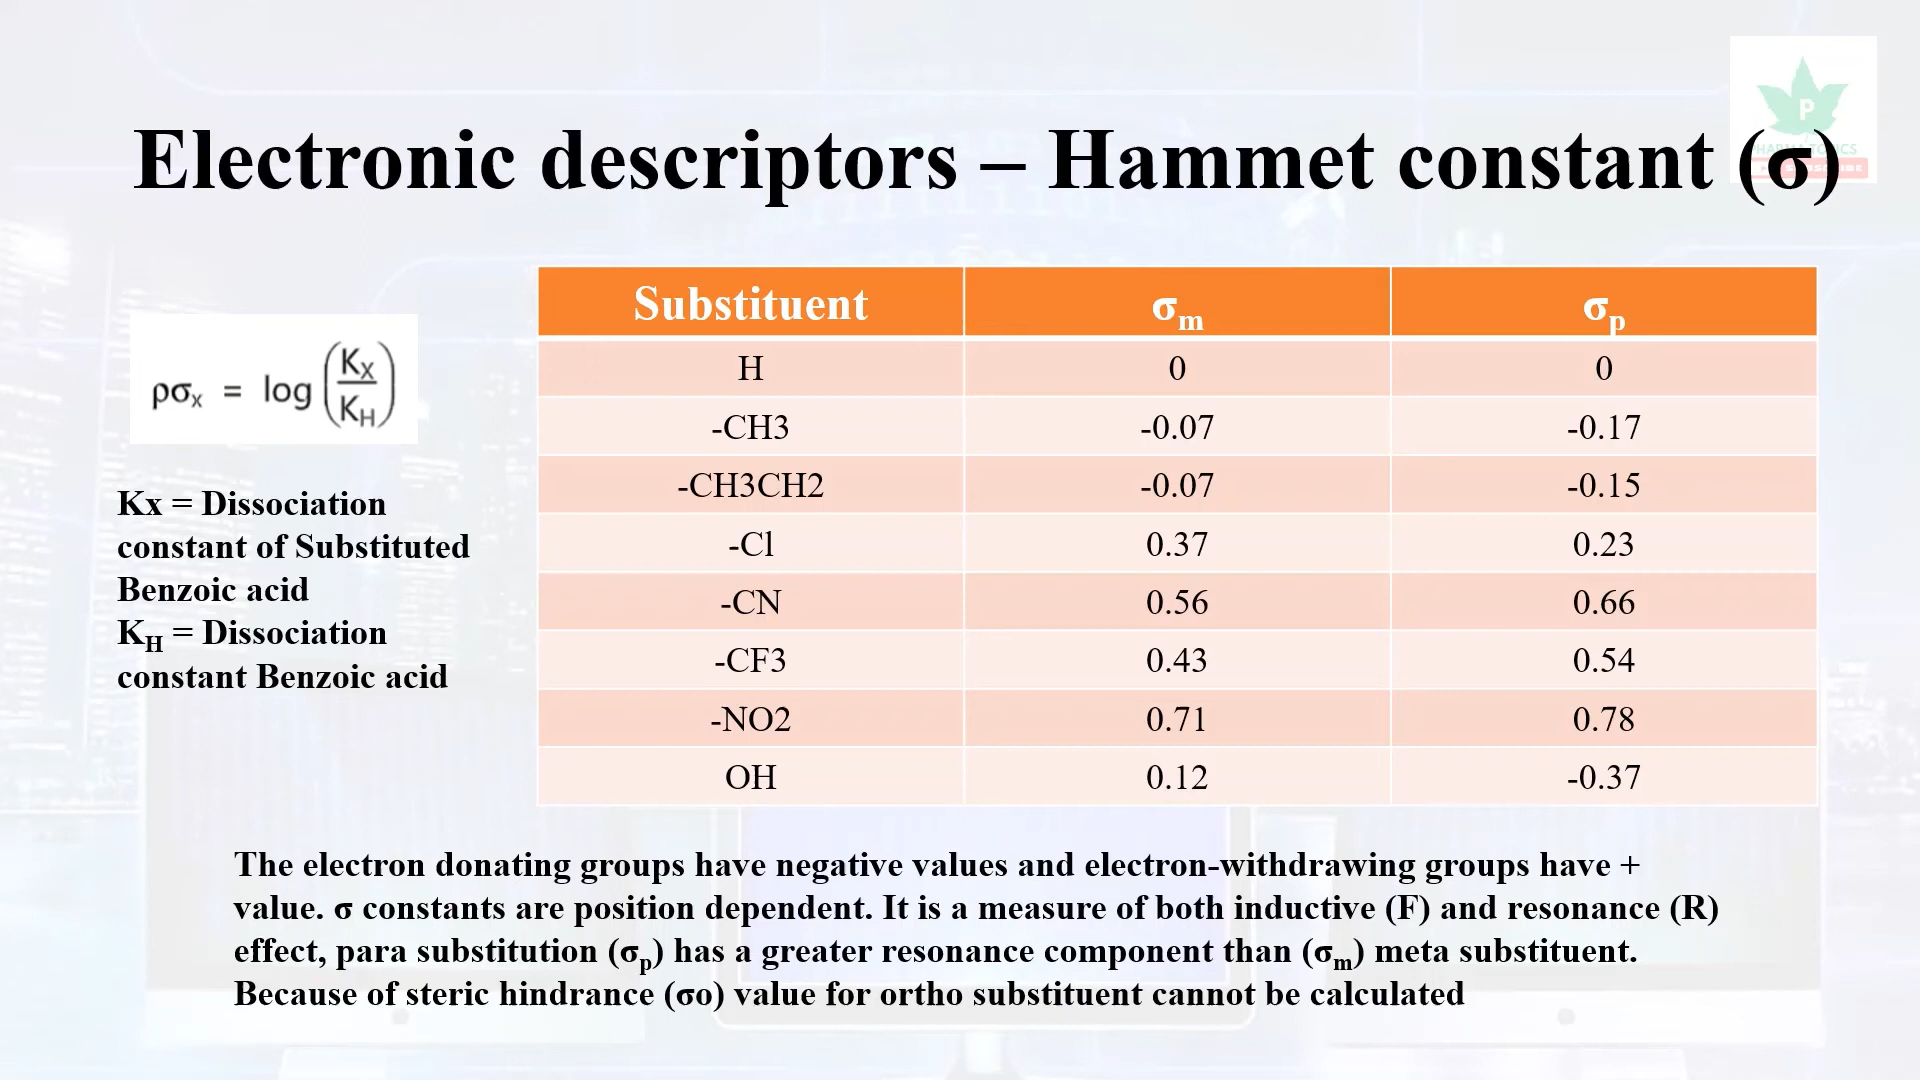 Electronic descriptors – Hammet constant (σ)
P
ρσx = log (Kx/KH)
Kx = Dissociation
constant of Substituted
Benzoic acid
KH = Dissociation
constant Benzoic acid
Substituent σm σp
H 0 0
-CH3 -0.07 -0.17
-CH3CH2 -0.07 -0.15
-Cl 0.37 0.23
-CN 0.56 0.66
-CF3 0.43 0.54
-NO2 0.71 0.78
OH 0.12 -0.37
The electron donating groups have negative values and electron-withdrawing groups have +
value. σ constants are position dependent. It is a measure of both inductive (F) and resonance (R)
effect, para substitution (σp) has a greater resonance component than (σm) meta substituent.
Because of steric hindrance (σo) value for ortho substituent cannot be calculated